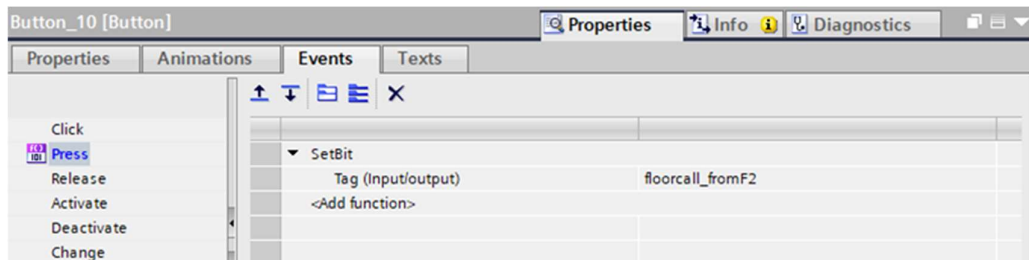 Button_10 [Button] Properties Info Diagnostics
Properties Animations Events Texts
Click
Press SetBit
Release Tag (Input/output) floorcall_fromF2
Activate <Add function>
Deactivate
Change